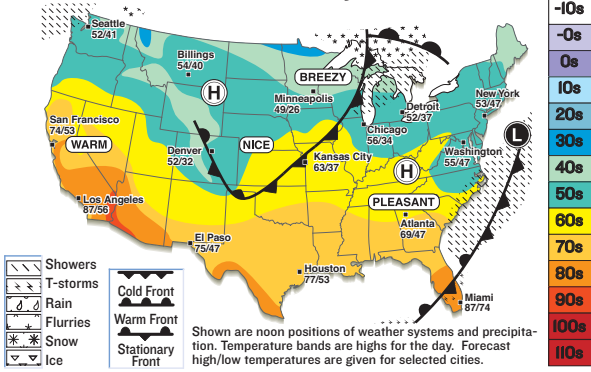 Seattle
52/41
Billings
54/40
H
BREEZY
Minneapolis
49/26
Detroit
52/37
New York
53/47
San Francisco
74/53
WARM
Denver
52/32
NICE
Chicago
56/34
Kansas City
63/37
H
Washington
55/47
L
Los Angeles
87/56
PLEASANT
Atlanta
69/47
El Paso
75/47
Houston
77/53
Miami
87/74
Showers
T-storms
Rain
Flurries
Snow
Ice
Cold Front
Warm Front
Stationary
Front
Shown are noon positions of weather systems and precipita-
tion. Temperature bands are highs for the day. Forecast
high/low temperatures are given for selected cities.
-10s
-0s
0s
10s
20s
30s
40s
50s
60s
70s
80s
90s
100s
110s